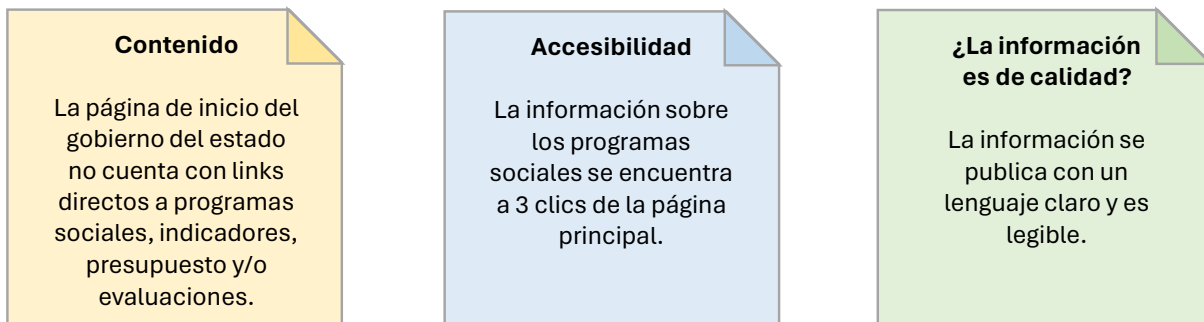 Contenido
La página de inicio del
gobierno del estado
no cuenta con links
directos a programas
sociales, indicadores,
presupuesto y/o
evaluaciones.
Accesibilidad
La información sobre
los programas
sociales se encuentra
a 3 clics de la página
principal.
¿La información
es de calidad?
La información se
publica con un
lenguaje claro y es
legible.